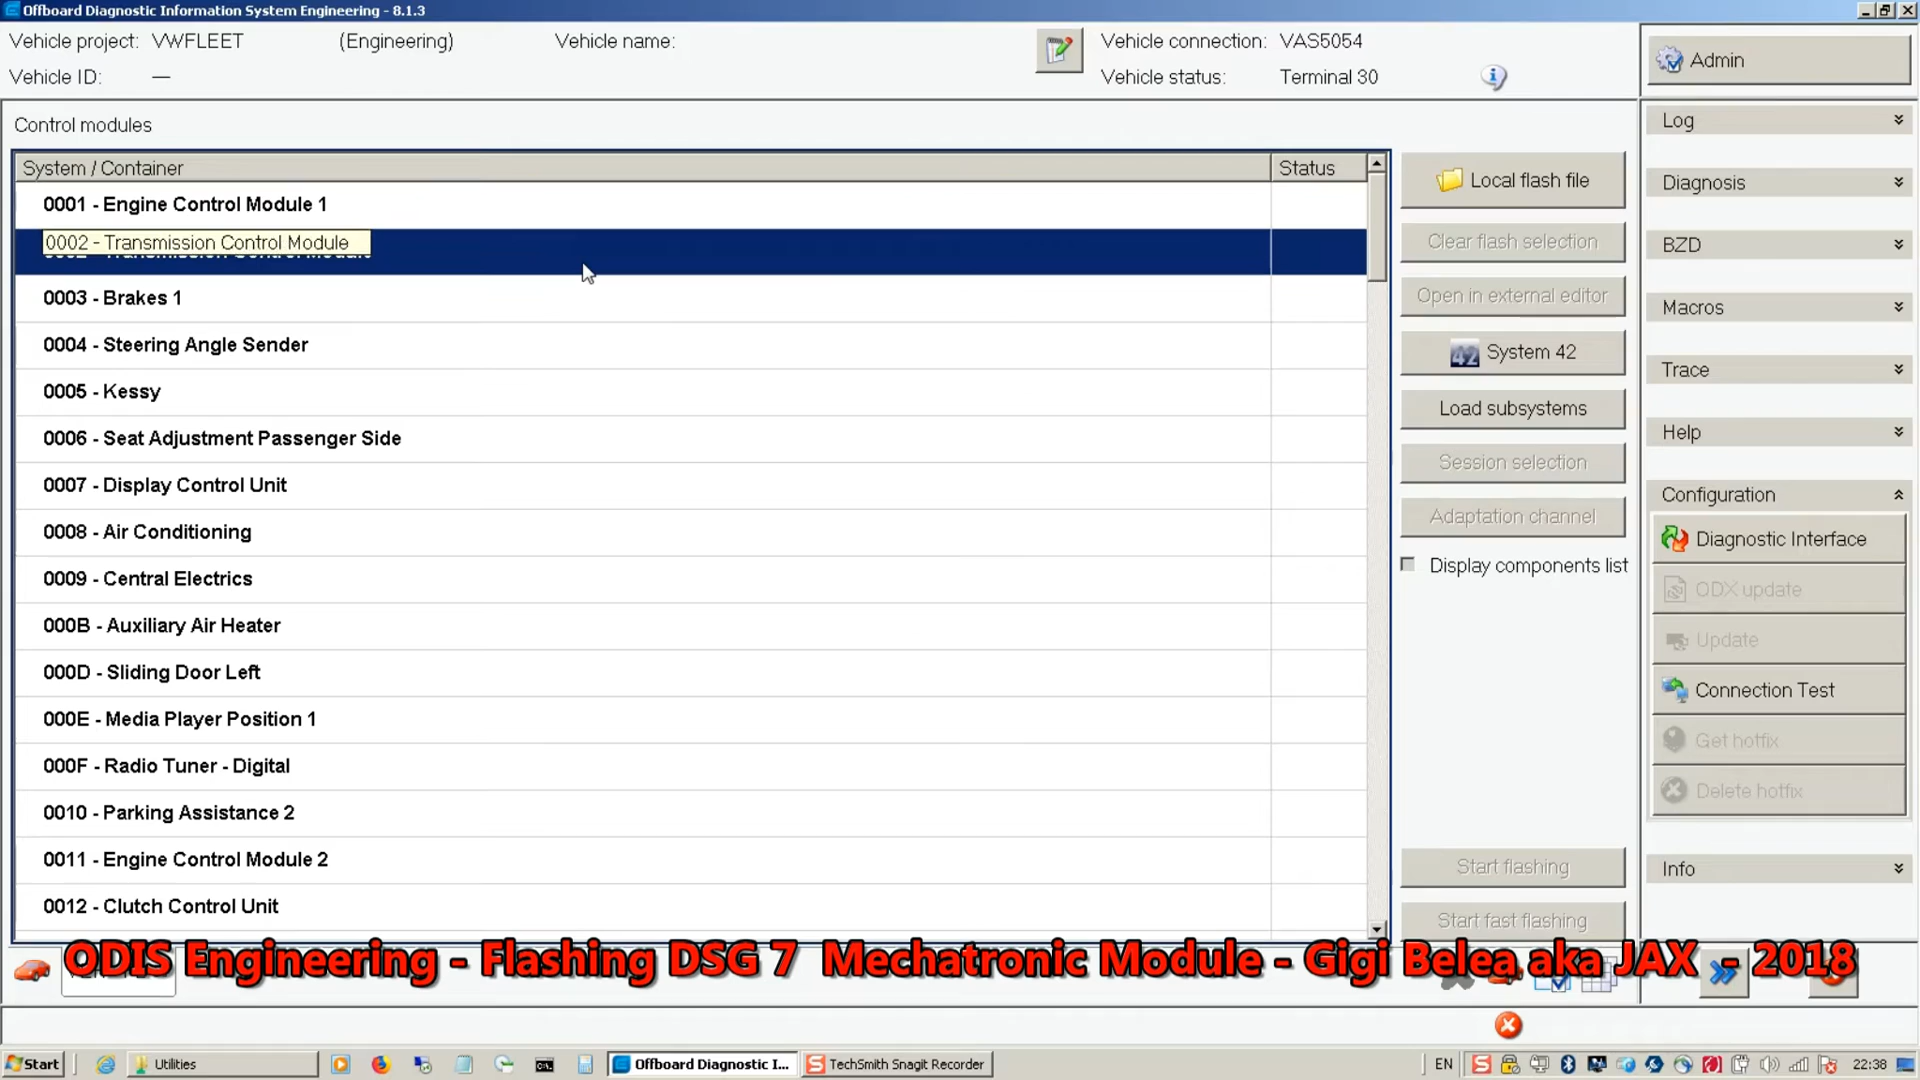 Offboard Diagnostic Information System Engineering - 8.1.3
Vehicle project: VWFLEET (Engineering) Vehicle name:
Vehicle ID: —
Vehicle connection: VAS5054
Vehicle status: Terminal 30
Admin
Control modules
System / Container Status
0001 - Engine Control Module 1
0002 - Transmission Control Module
0002 - Transmission Control Module
0003 - Brakes 1
0004 - Steering Angle Sender
0005 - Kessy
0006 - Seat Adjustment Passenger Side
0007 - Display Control Unit
0008 - Air Conditioning
0009 - Central Electrics
000B - Auxiliary Air Heater
000D - Sliding Door Left
000E - Media Player Position 1
000F - Radio Tuner - Digital
0010 - Parking Assistance 2
0011 - Engine Control Module 2
0012 - Clutch Control Unit
Local flash file
Clear flash selection
Open in external editor
42 System 42
Load subsystems
Session selection
Adaptation channel
Display components list
Start flashing
Start fast flashing
Log
Diagnosis
BZD
Macros
Trace
Help
Configuration
Diagnostic Interface
ODX update
Update
Connection Test
Get hotfix
Delete hotfix
Info
ODIS Engineering - Flashing DSG 7 Mechatronic Module - Gigi Belea aka JAX - 2018
Start
Utilities
Offboard Diagnostic I...
TechSmith Snagit Recorder
EN
22:38